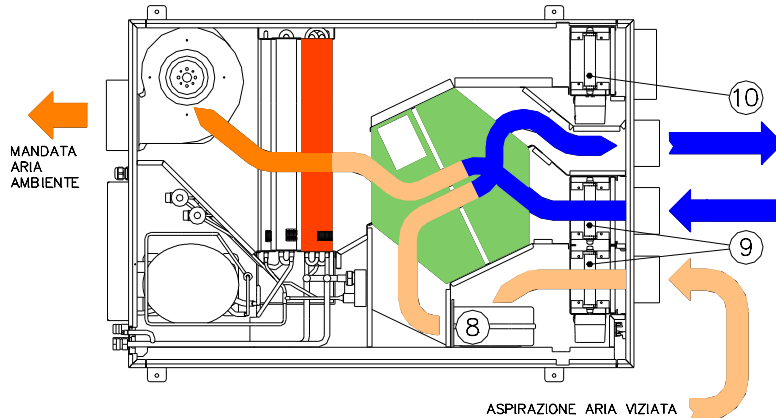 10
MANDATA
ARIA
AMBIENTE
9
8
ASPIRAZIONE ARIA VIZIATA